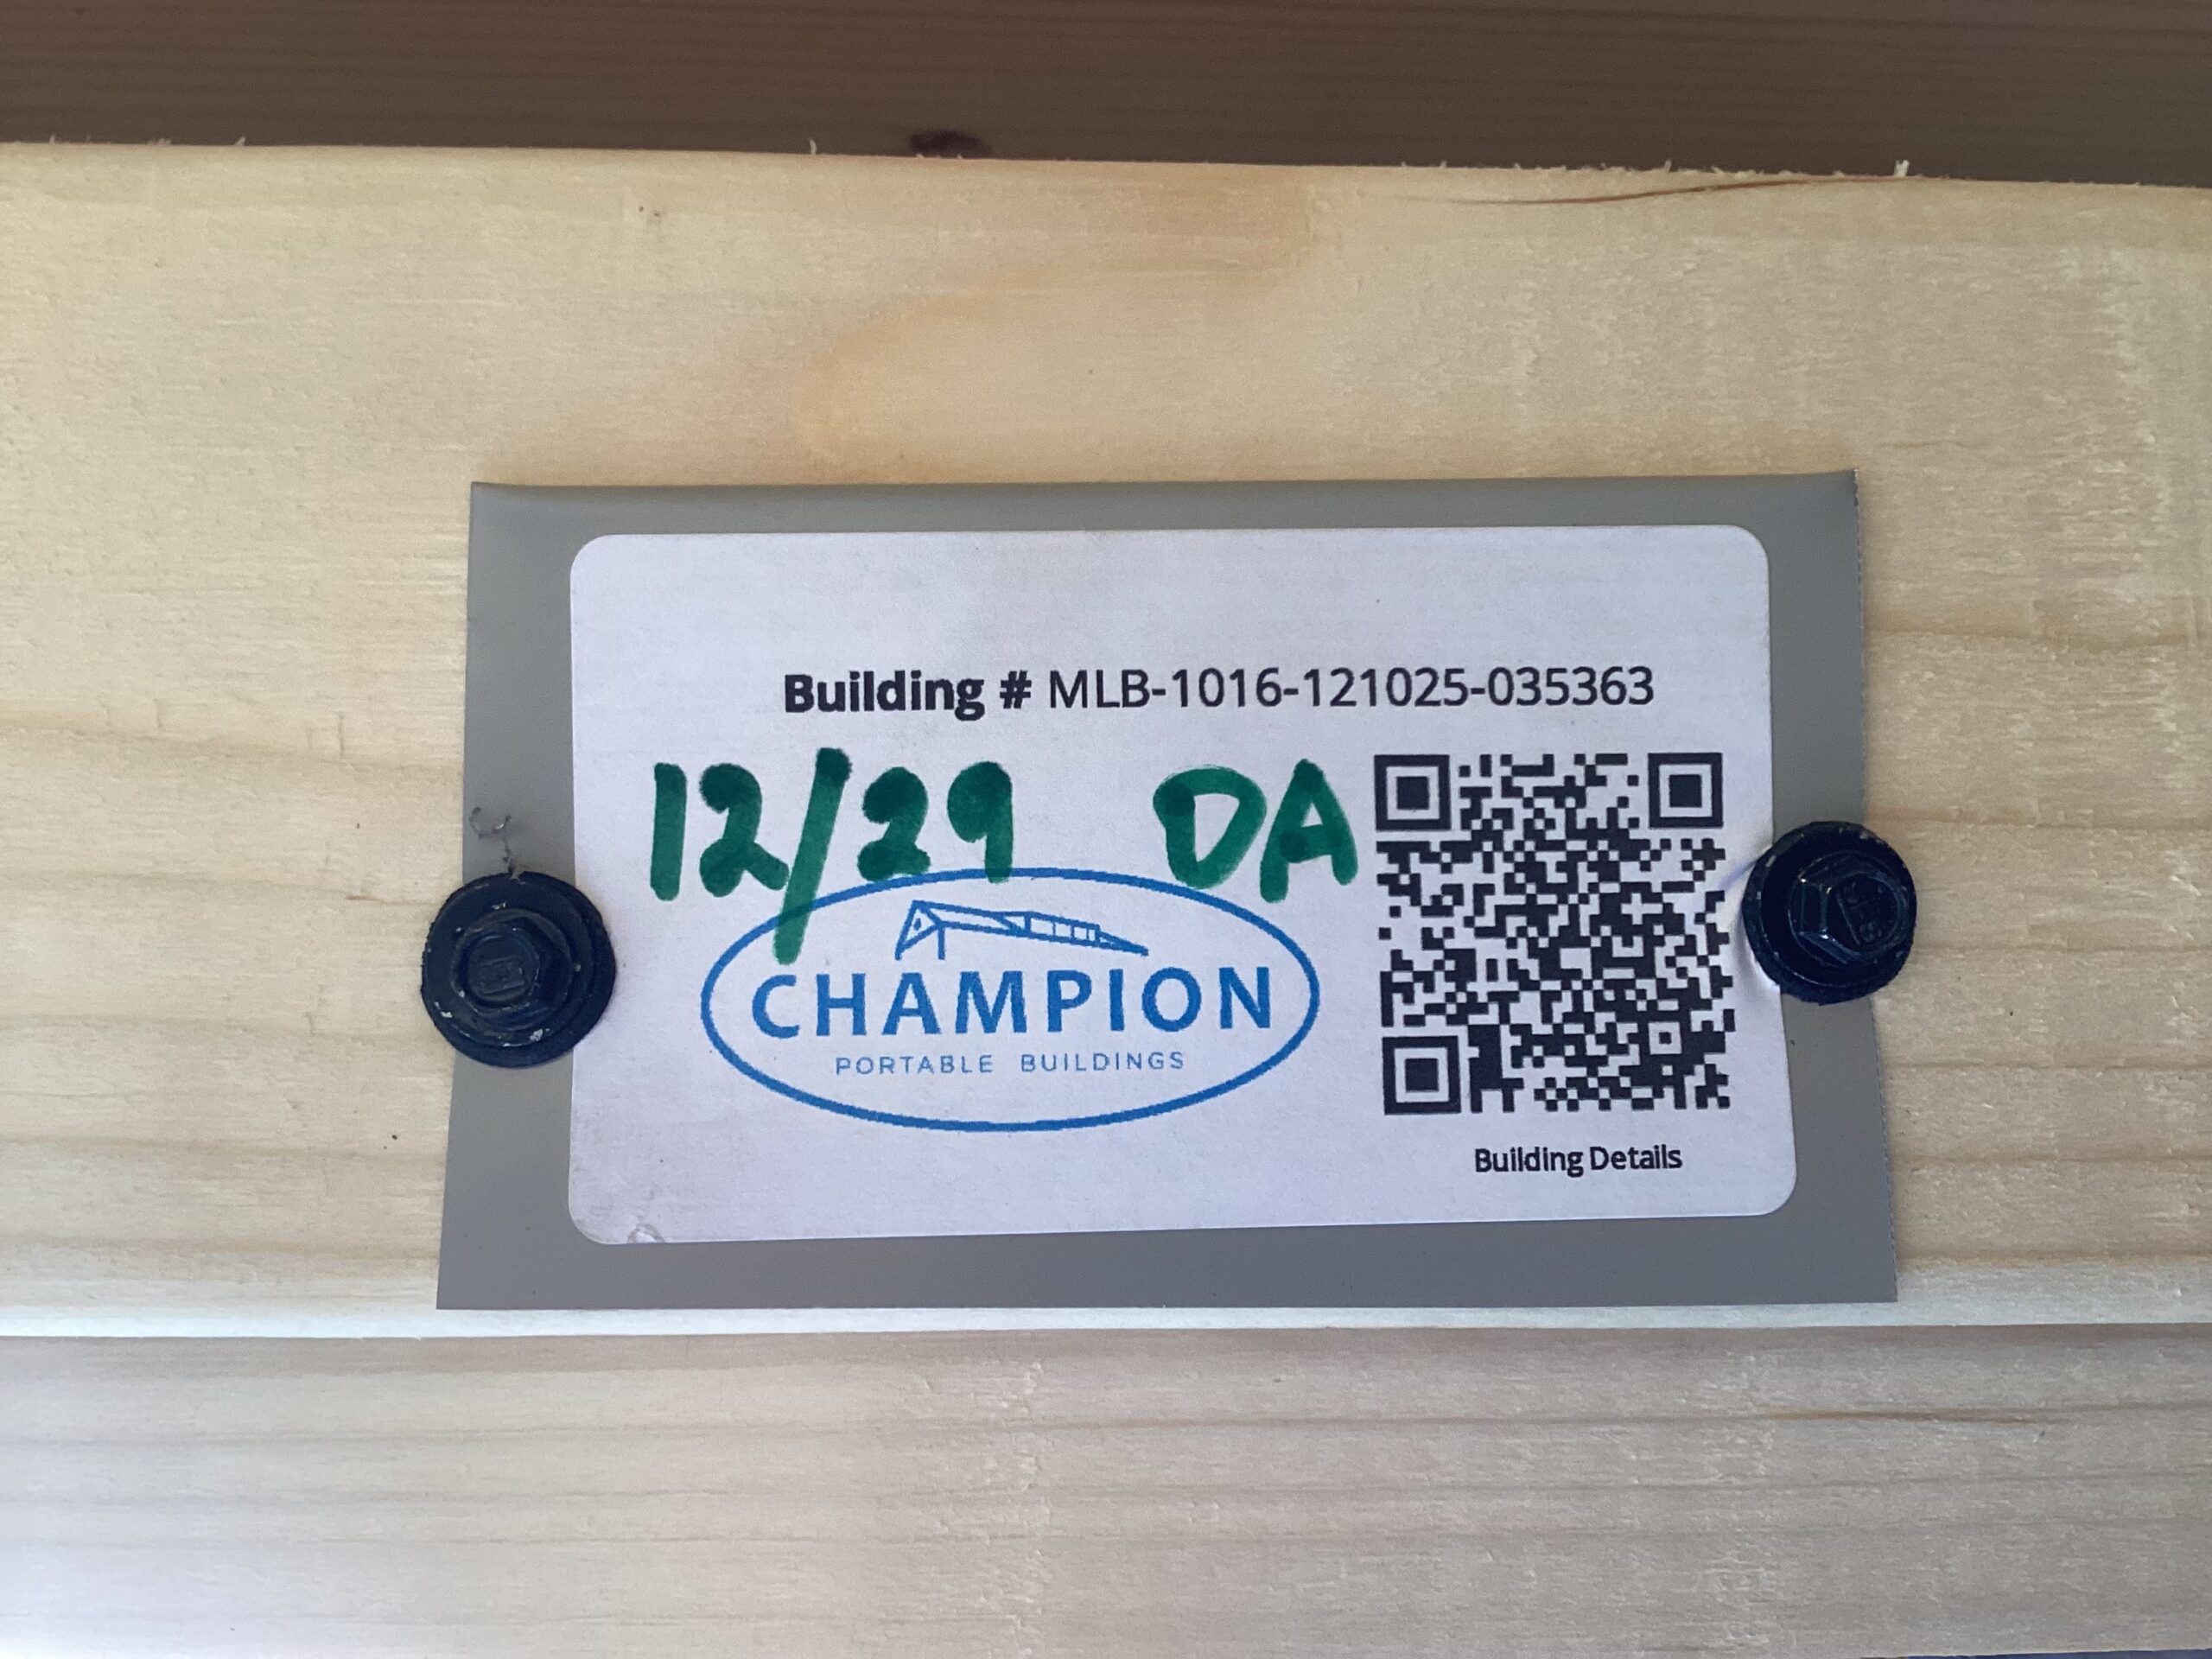 Building # MLB-1016-121025-035363
12/29 DA
CHAMPION
PORTABLE BUILDINGS
Building Details